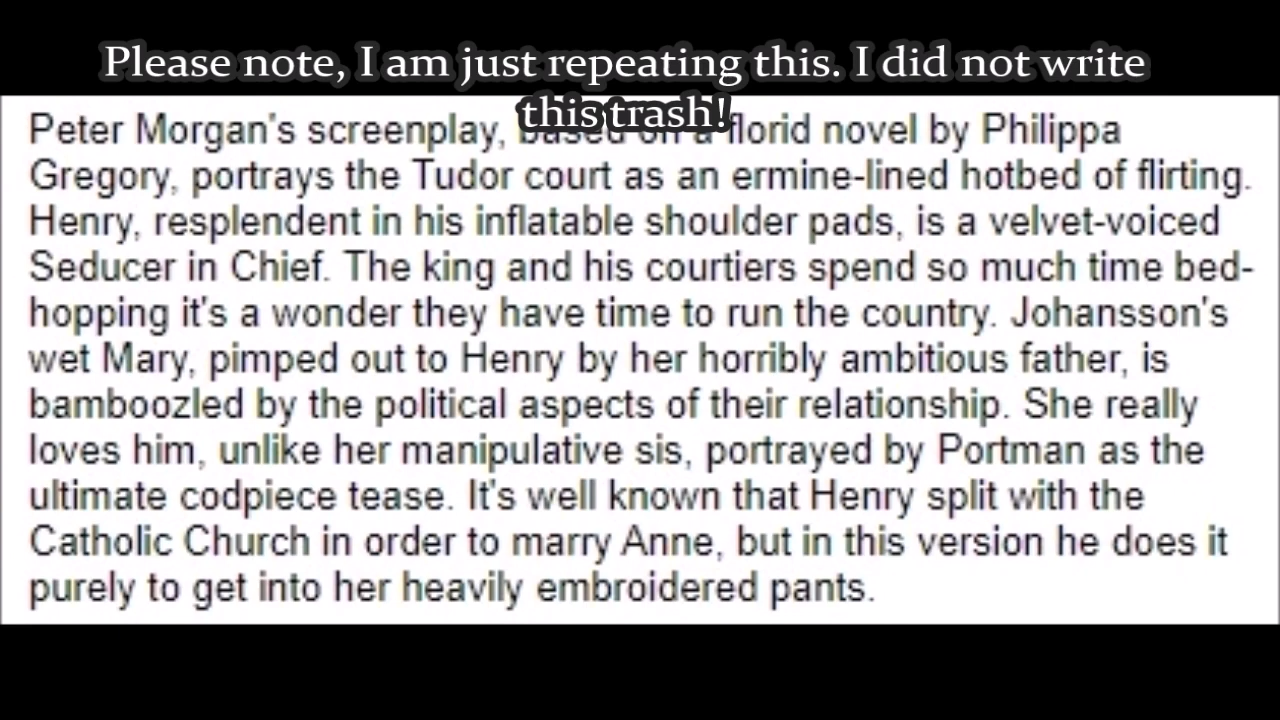 Please note, I am just repeating this. I did not write
this trash!
Peter Morgan's screenplay, based on a florid novel by Philippa
Gregory, portrays the Tudor court as an ermine-lined hotbed of flirting.
Henry, resplendent in his inflatable shoulder pads, is a velvet-voiced
Seducer in Chief. The king and his courtiers spend so much time bed-
hopping it's a wonder they have time to run the country. Johansson's
wet Mary, pimped out to Henry by her horribly ambitious father, is
bamboozled by the political aspects of their relationship. She really
loves him, unlike her manipulative sis, portrayed by Portman as the
ultimate codpiece tease. It's well known that Henry split with the
Catholic Church in order to marry Anne, but in this version he does it
purely to get into her heavily embroidered pants.